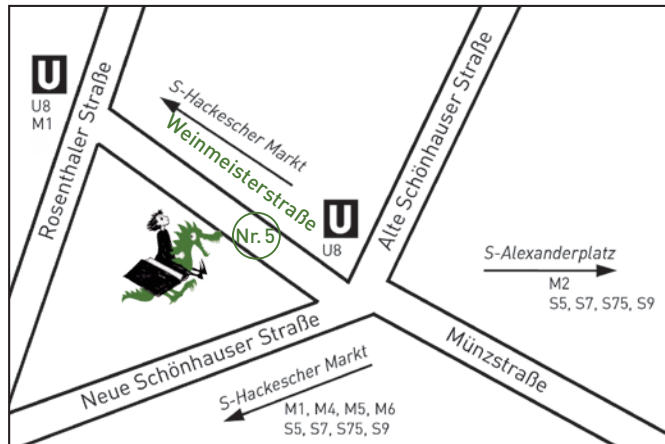 U
U8
M1
Rosenthaler Straße
S-Hackescher Markt
Weinmeisterstraße
Nr. 5
U
U8
Alte Schönhauser Straße
S-Alexanderplatz
M2
S5, S7, S75, S9
Neue Schönhauser Straße
Münzstraße
S-Hackescher Markt
M1, M4, M5, M6
S5, S7, S75, S9